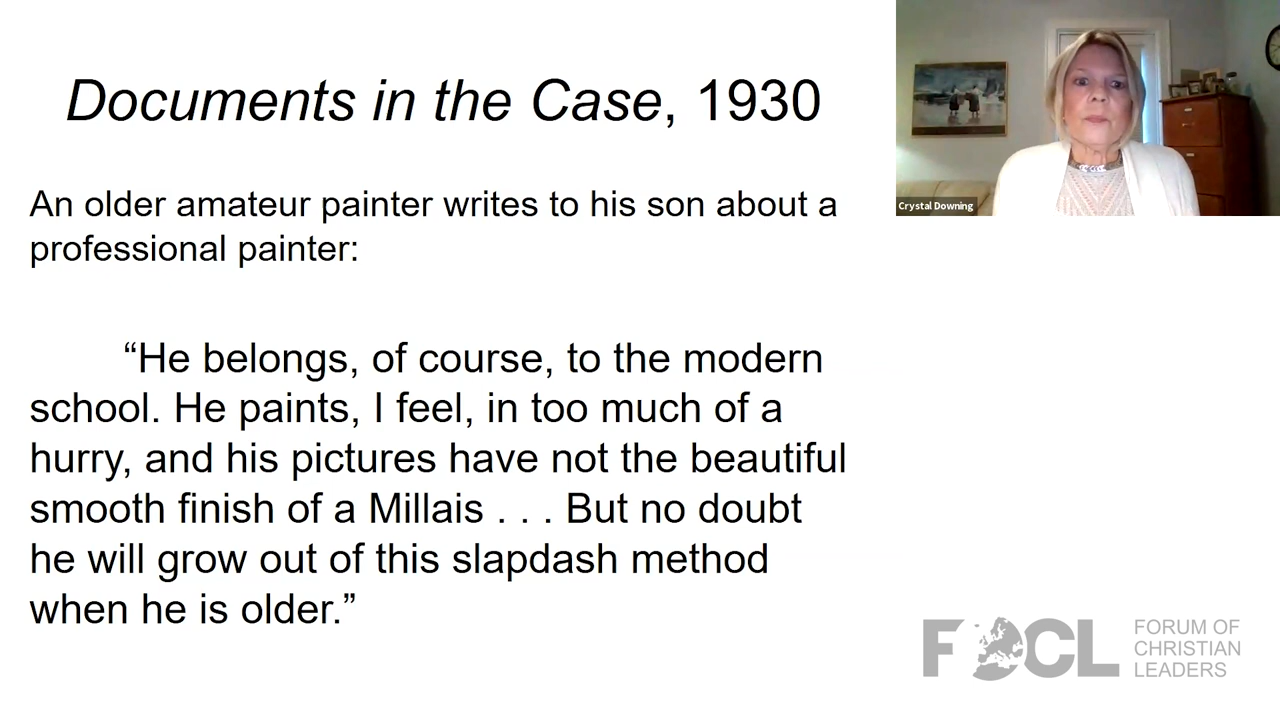 Documents in the Case, 1930
An older amateur painter writes to his son about a
professional painter:
“He belongs, of course, to the modern
school. He paints, I feel, in too much of a
hurry, and his pictures have not the beautiful
smooth finish of a Millais . . . But no doubt
he will grow out of this slapdash method
when he is older.”
Crystal Downing
FOCL
FORUM OF
CHRISTIAN
LEADERS